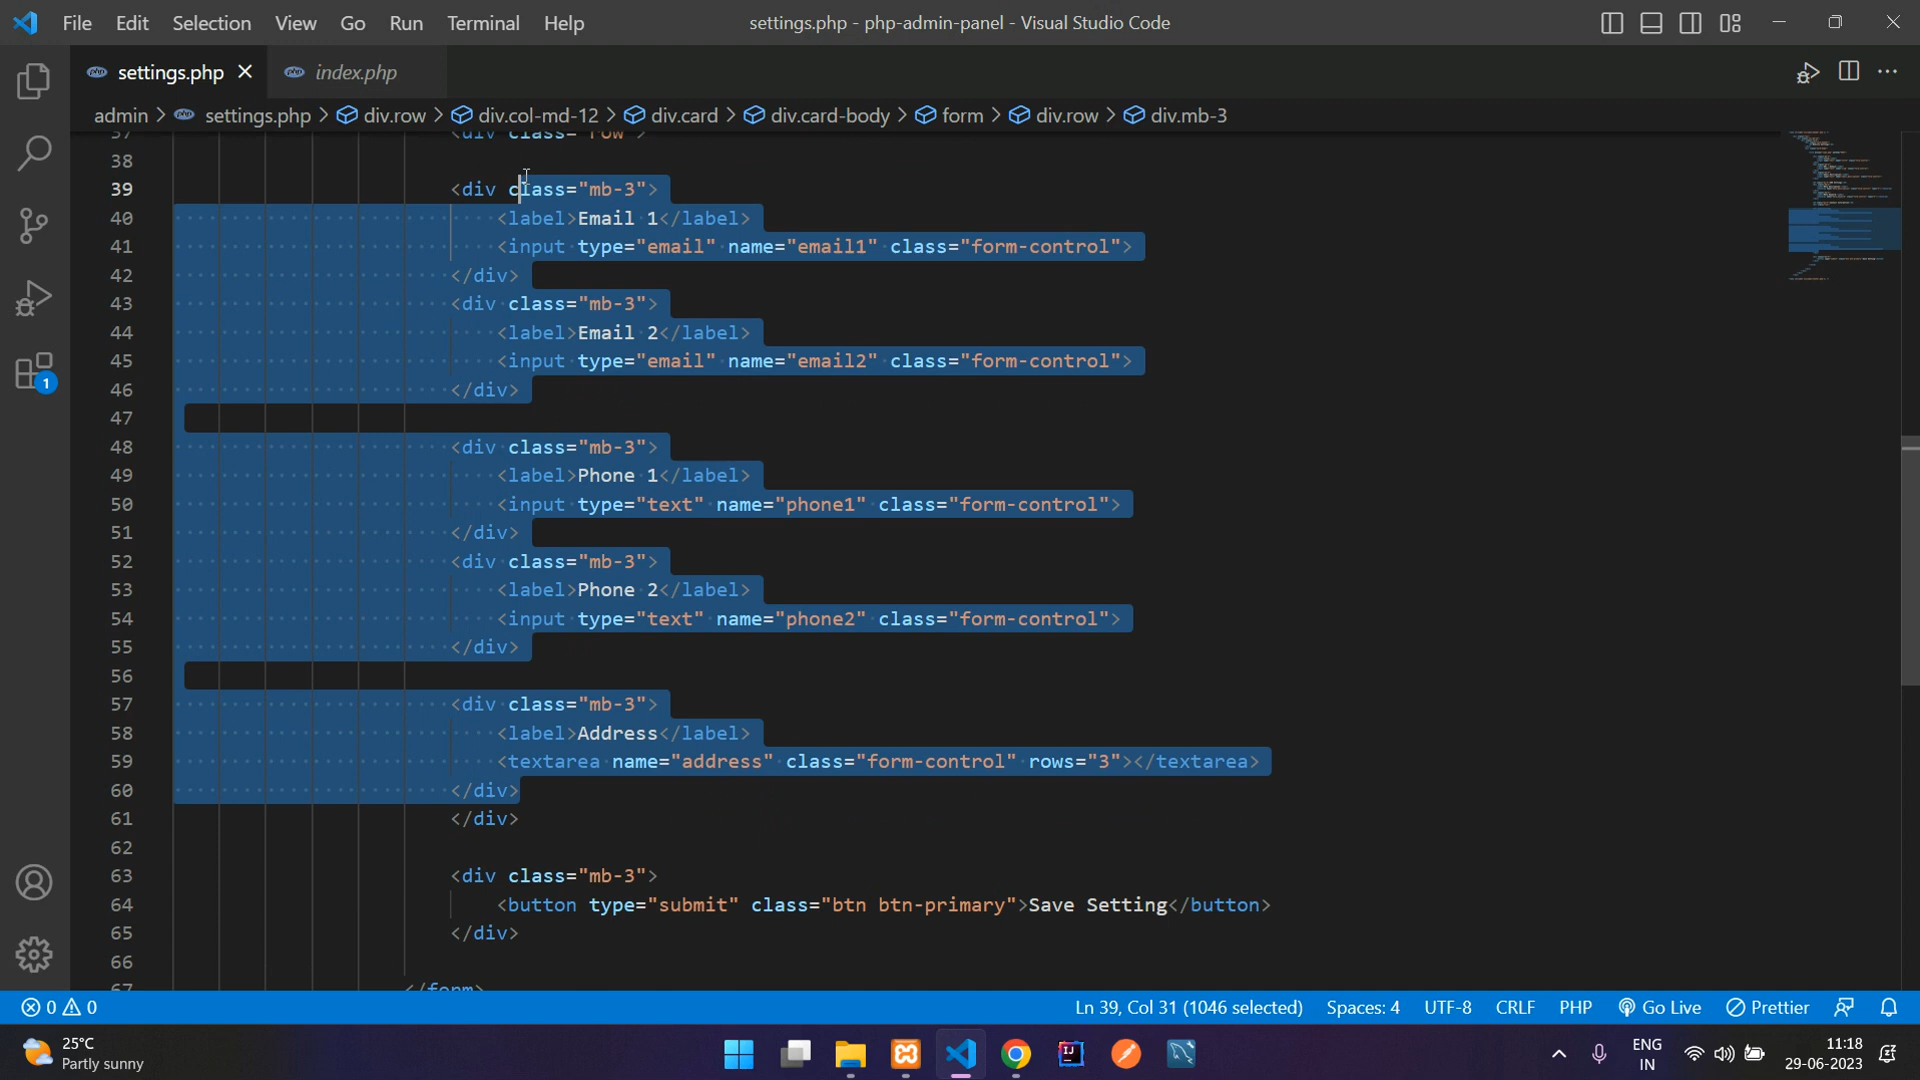 File Edit Selection View Go Run Terminal Help
settings.php - php-admin-panel - Visual Studio Code
settings.php
index.php
admin > settings.php > div.row > div.col-md-12 > div.card > div.card-body > form > div.row > div.mb-3
37 <div class="row">
38
39 <div class="mb-3">
40 <label>Email 1</label>
41 <input type="email" name="email1" class="form-control">
42 </div>
43 <div class="mb-3">
44 <label>Email 2</label>
45 <input type="email" name="email2" class="form-control">
46 </div>
47
48 <div class="mb-3">
49 <label>Phone 1</label>
50 <input type="text" name="phone1" class="form-control">
51 </div>
52 <div class="mb-3">
53 <label>Phone 2</label>
54 <input type="text" name="phone2" class="form-control">
55 </div>
56
57 <div class="mb-3">
58 <label>Address</label>
59 <textarea name="address" class="form-control" rows="3"></textarea>
60 </div>
61 </div>
62
63 <div class="mb-3">
64 <button type="submit" class="btn btn-primary">Save Setting</button>
65 </div>
66
67 </form>
1
0 0
Ln 39, Col 31 (1046 selected) Spaces: 4 UTF-8 CRLF PHP Go Live Prettier
25°C
Partly sunny
ENG
IN
11:18
29-06-2023